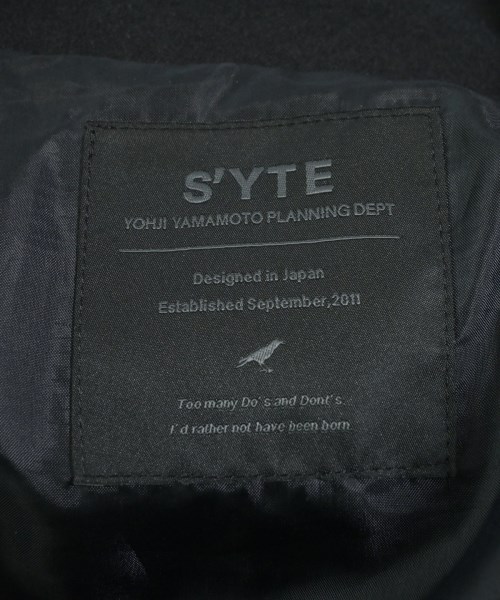 S'YTE
YOHJI YAMAMOTO PLANNING DEPT
Designed in Japan
Established September,2011
Too many Do's and Dont's.
I'd rather not have been born.